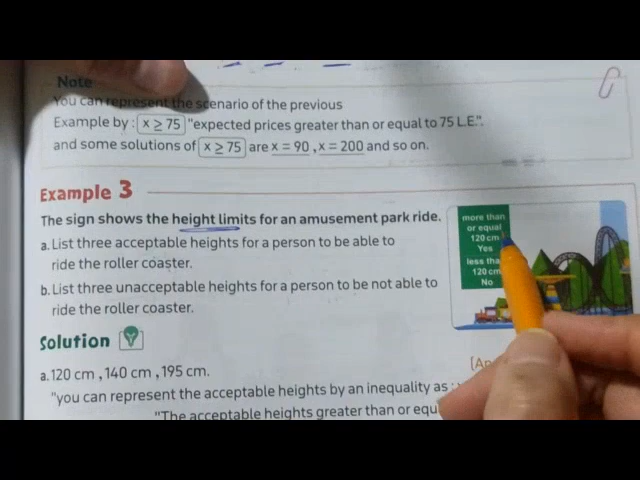 Note
You can represent the scenario of the previous
Example by : x ≥ 75 "expected prices greater than or equal to 75 L.E.".
and some solutions of x ≥ 75 are x = 90 , x = 200 and so on.
Example 3
The sign shows the height limits for an amusement park ride.
a. List three acceptable heights for a person to be able to
ride the roller coaster.
b. List three unacceptable heights for a person to be not able to
ride the roller coaster.
more than
or equal
120 cm
Yes
less
120 cm
No
Solution
a. 120 cm , 140 cm , 195 cm.
"you can represent the acceptable heights by an inequality as :
"The acceptable heights greater than or